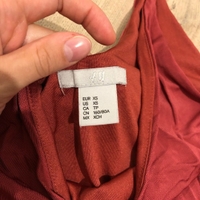 H&M
EUR XS
US XS
CA TP
CN 160/80A
MX XCH